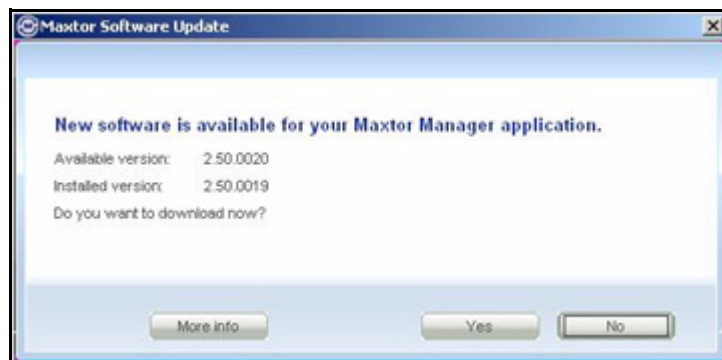 Maxtor Software Update
New software is available for your Maxtor Manager application.
Available version: 2.50.0020
Installed version: 2.50.0019
Do you want to download now?
More info Yes No